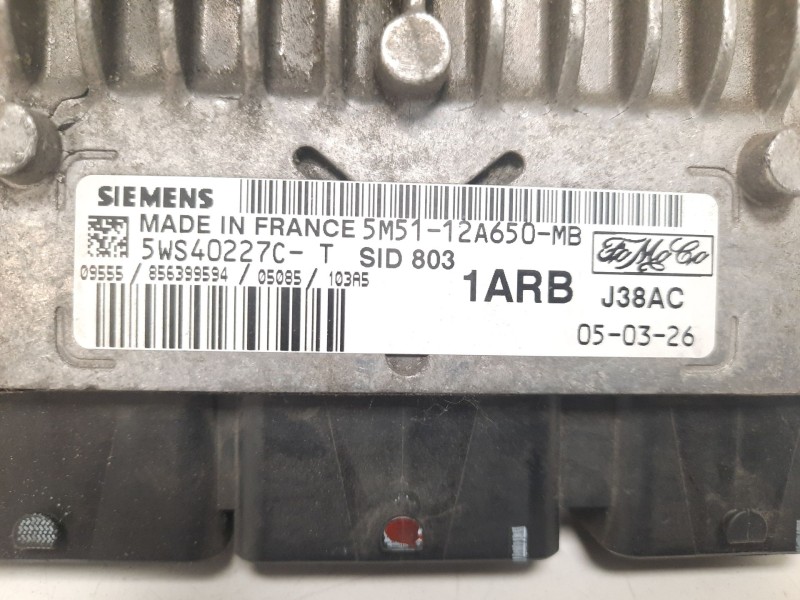 SIEMENS
MADE IN FRANCE 5M51-12A650-MB
5WS40227C- T SID 803
FoMoCo
09555 / 856399594 / 05085 / 103A5
1ARB J38AC
05-03-26